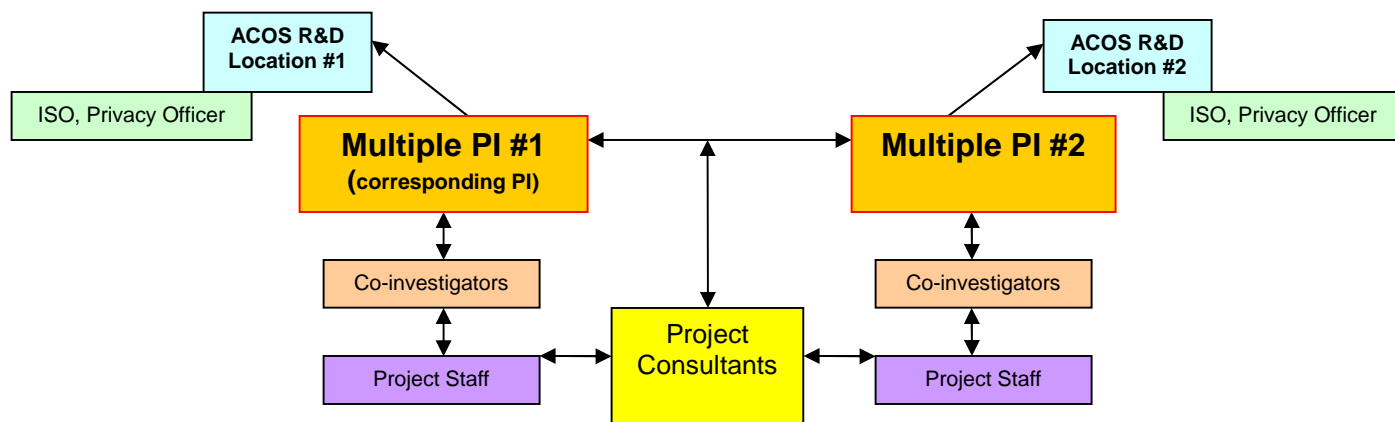 ACOS R&D
Location #1
ACOS R&D
Location #2
ISO, Privacy Officer
ISO, Privacy Officer
Multiple PI #1
(corresponding PI)
Multiple PI #2
Co-investigators
Co-investigators
Project
Consultants
Project Staff
Project Staff